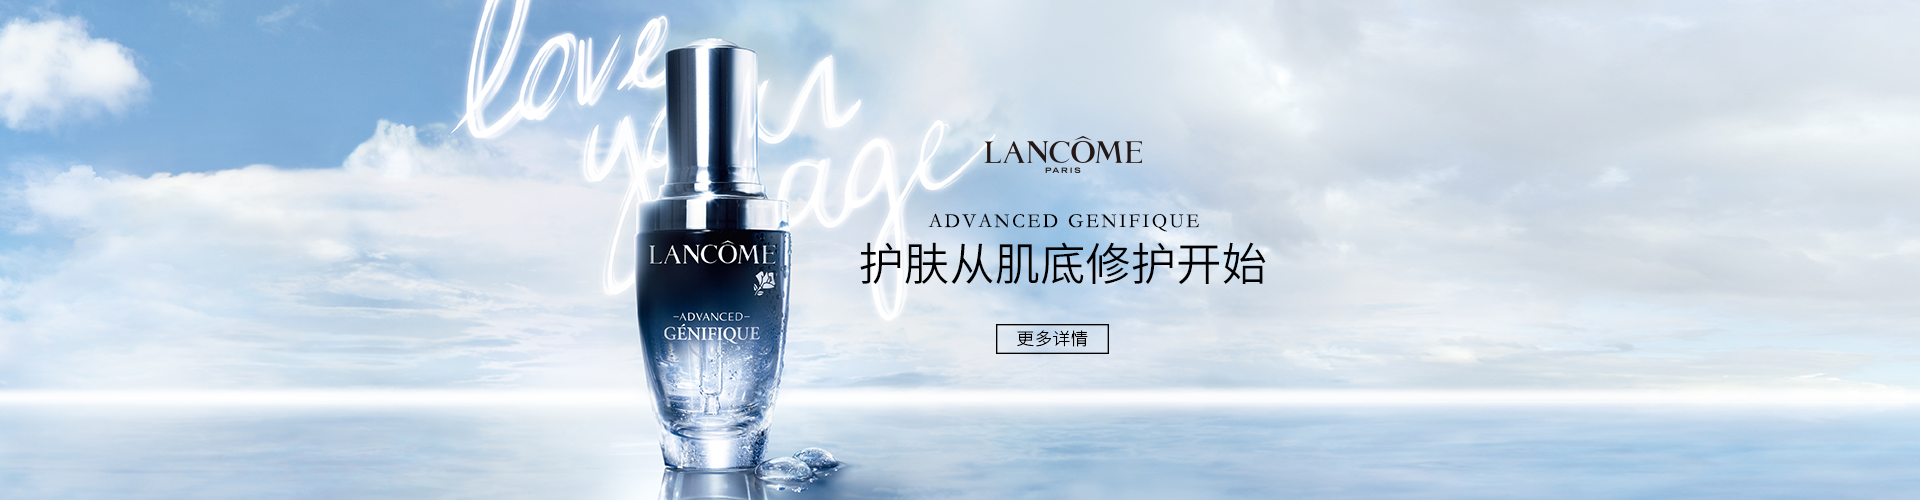 love
your
age
LANCÔME
PARIS
ADVANCED GENIFIQUE
护肤从肌底修护开始
更多详情
LANCÔME
-ADVANCED-
GÉNIFIQUE